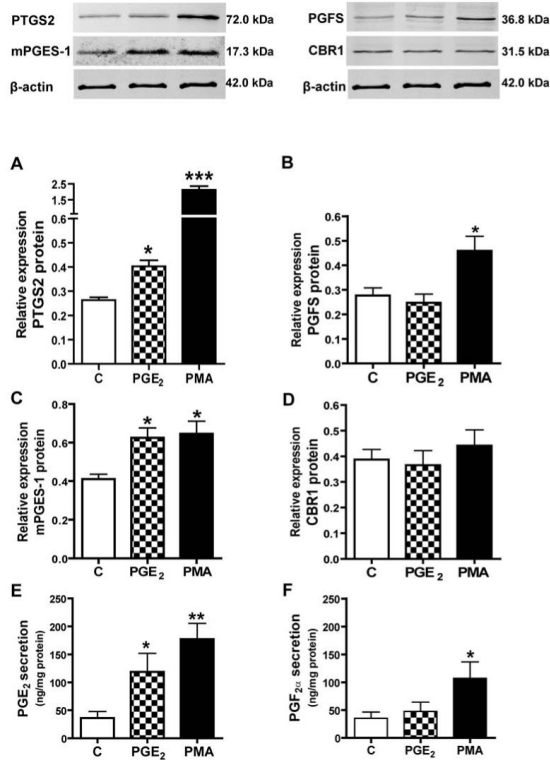 PTGS2 72.0 kDa
mPGES-1 17.3 kDa
β-actin 42.0 kDa
PGFS 36.8 kDa
CBR1 31.5 kDa
β-actin 42.0 kDa
A
Relative expression
PTGS2 protein
2.5
1.5
0.6
0.4
0.2
0.1
0.0
***
*
C PGE2 PMA
B
Relative expression
PGFS protein
0.6
0.5
0.4
0.3
0.2
0.1
0.0
*
C PGE2 PMA
C
Relative expression
mPGES-1 protein
0.8
0.6
0.4
0.2
0.0
* *
C PGE2 PMA
D
Relative expression
CBR1 protein
0.6
0.5
0.4
0.3
0.2
0.1
0.0
C PGE2 PMA
E
PGE2 secretion
(ng/mg protein)
250
200
150
100
50
0
**
*
C PGE2 PMA
F
PGF2α secretion
(ng/mg protein)
250
200
150
100
50
0
*
C PGE2 PMA